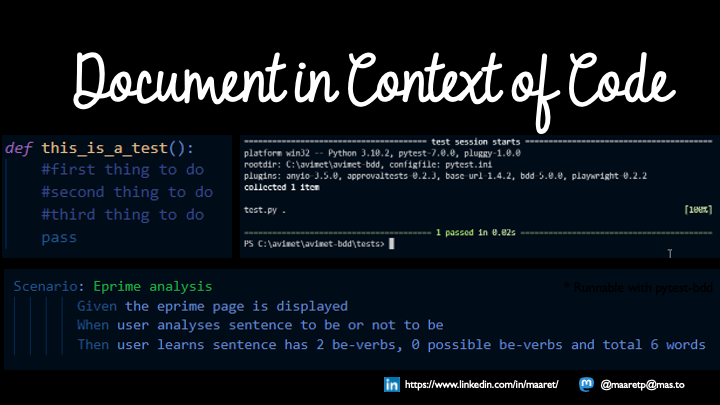 Document in Context of Code
def this_is_a_test():
#first thing to do
#second thing to do
#third thing to do
pass
test session starts
platform win32 -- Python 3.10.2, pytest-7.0.0, pluggy-1.0.0
rootdir: C:\avimet\avimet-bdd, configfile: pytest.ini
plugins: anyio-3.5.0, approvaltests-0.2.3, base-url-1.4.2, bdd-5.0.0, playwright-0.2.2
collected 1 item
test.py . [100%]
1 passed in 0.02s
PS C:\avimet\avimet-bdd\tests>
* Runnable with pytest-bdd
Scenario: Eprime analysis
Given the eprime page is displayed
When user analyses sentence to be or not to be
Then user learns sentence has 2 be-verbs, 0 possible be-verbs and total 6 words
https://www.linkedin.com/in/maaret/ @maaretp@mas.to